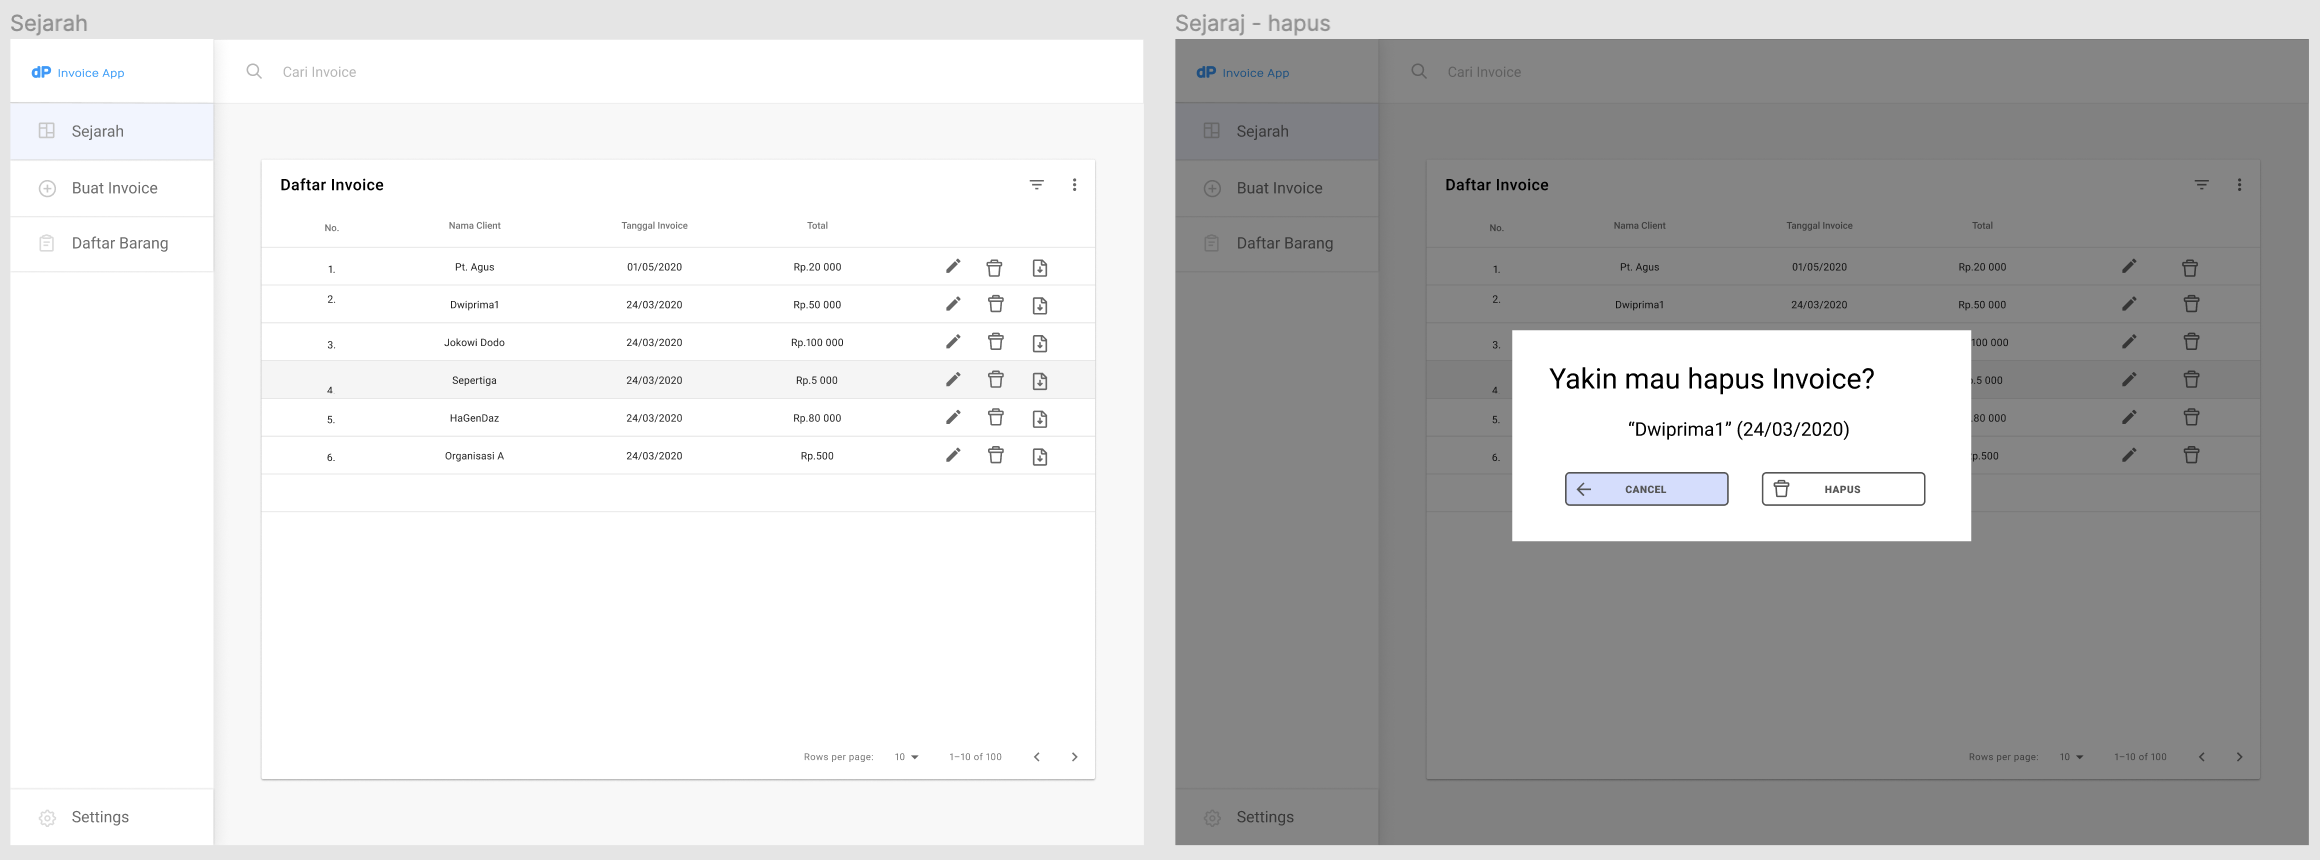 Sejarah
dP Invoice App
Cari Invoice
Sejarah
Buat Invoice
Daftar Barang
Daftar Invoice
No. Nama Client Tanggal Invoice Total
1. Pt. Agus 01/05/2020 Rp.20 000
2. Dwiprima1 24/03/2020 Rp.50 000
3. Jokowi Dodo 24/03/2020 Rp.100 000
4 Sepertiga 24/03/2020 Rp.5 000
5. HaGenDaz 24/03/2020 Rp.80 000
6. Organisasi A 24/03/2020 Rp.500
Rows per page: 10 1–10 of 100
Settings
Sejaraj - hapus
dP Invoice App
Cari Invoice
Sejarah
Buat Invoice
Daftar Barang
Daftar Invoice
No. Nama Client Tanggal Invoice Total
1. Pt. Agus 01/05/2020 Rp.20 000
2. Dwiprima1 24/03/2020 Rp.50 000
3. 100 000
4 .5 000
5. .80 000
6. p.500
Yakin mau hapus Invoice?
“Dwiprima1” (24/03/2020)
CANCEL HAPUS
Rows per page: 10 1–10 of 100
Settings